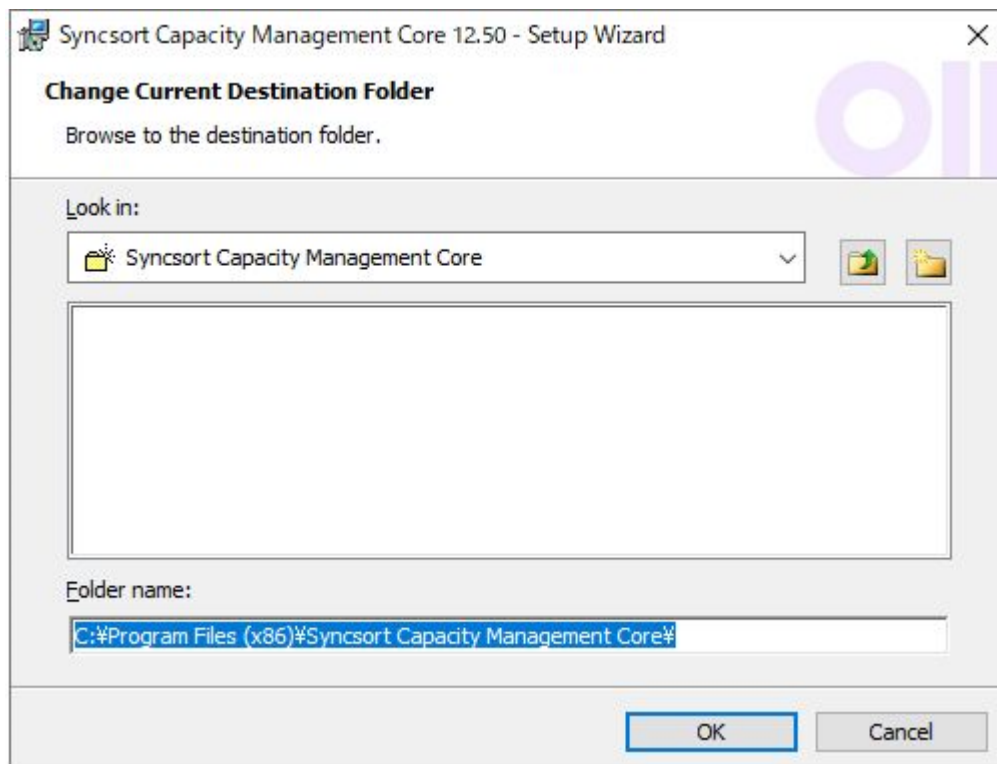 Syncsort Capacity Management Core 12.50 - Setup Wizard
Change Current Destination Folder
Browse to the destination folder.
Look in:
Syncsort Capacity Management Core
Folder name:
C:¥Program Files (x86)¥Syncsort Capacity Management Core¥
OK
Cancel